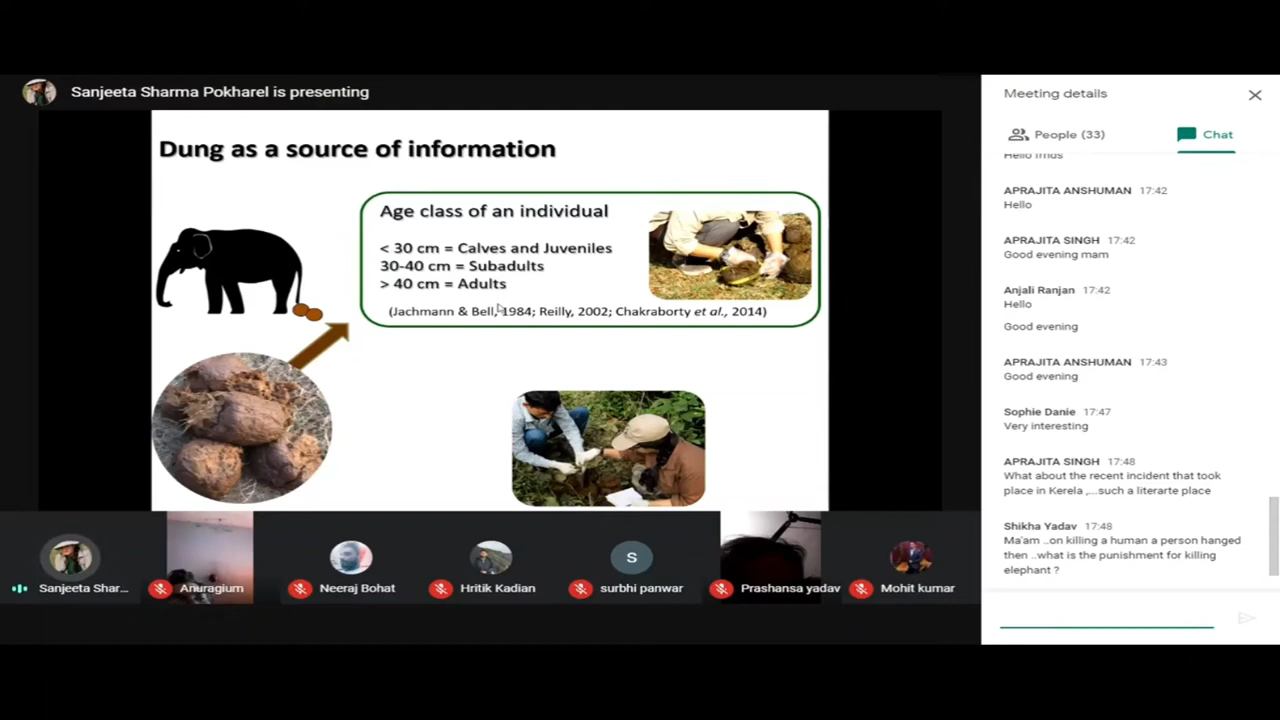 Sanjeeta Sharma Pokharel is presenting
Dung as a source of information
Age class of an individual
< 30 cm = Calves and Juveniles
30-40 cm = Subadults
> 40 cm = Adults
(Jachmann & Bell, 1984; Reilly, 2002; Chakraborty et al., 2014)
Sanjeeta Shar...
Anuragium
Neeraj Bohat
Hritik Kadian
S
surbhi panwar
Prashansa yadav
Mohit kumar
Meeting details
People (33)
Chat
Hello
APRAJITA ANSHUMAN 17:42
Hello
APRAJITA SINGH 17:42
Good evening mam
Anjali Ranjan 17:42
Hello
Good evening
APRAJITA ANSHUMAN 17:43
Good evening
Sophie Danie 17:47
Very interesting
APRAJITA SINGH 17:48
What about the recent incident that took
place in Kerela ,...such a literarte place
Shikha Yadav 17:48
Ma'am ..on killing a human a person hanged
then ..what is the punishment for killing
elephant ?